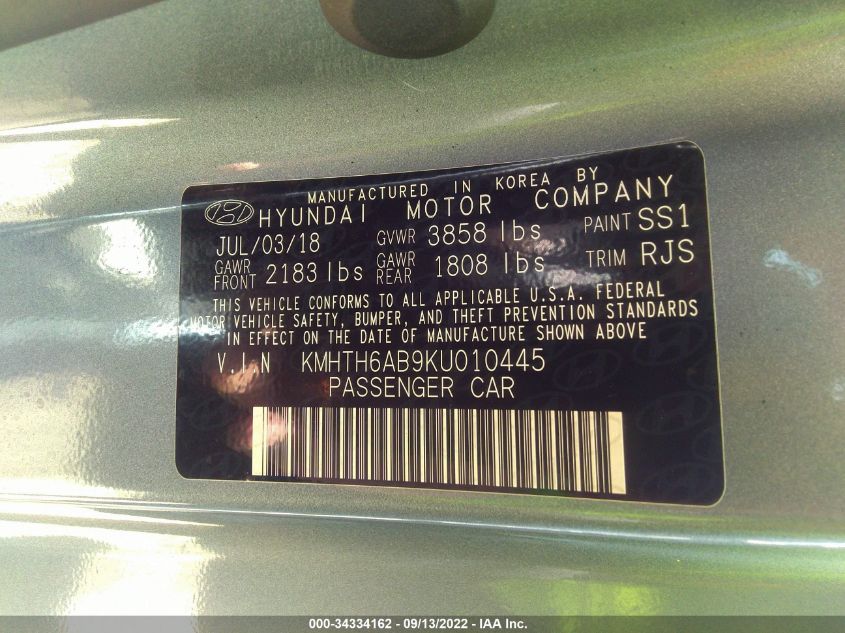 MANUFACTURED IN KOREA BY
HYUNDAI MOTOR COMPANY
JUL/03/18 GVWR 3858 lbs PAINT SS1
GAWR FRONT 2183 lbs GAWR REAR 1808 lbs TRIM RJS
THIS VEHICLE CONFORMS TO ALL APPLICABLE U.S.A. FEDERAL
MOTOR VEHICLE SAFETY, BUMPER, AND THEFT PREVENTION STANDARDS
IN EFFECT ON THE DATE OF MANUFACTURE SHOWN ABOVE
V.I.N KMHTH6AB9KU010445
PASSENGER CAR
000-34334162 - 09/13/2022 - IAA Inc.